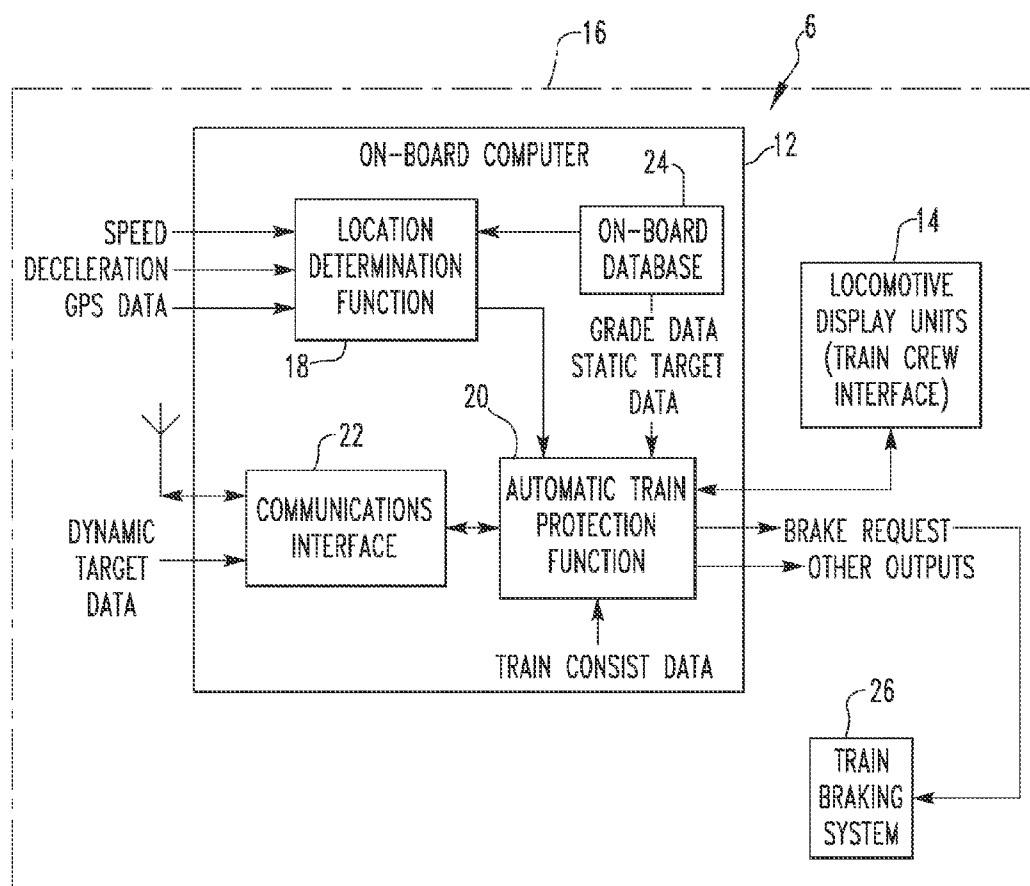 16
6
ON-BOARD COMPUTER
12
24
SPEED
DECELERATION
GPS DATA
LOCATION
DETERMINATION
FUNCTION
18
ON-BOARD
DATABASE
14
LOCOMOTIVE
DISPLAY UNITS
(TRAIN CREW
INTERFACE)
GRADE DATA
STATIC TARGET
DATA
20
22
COMMUNICATIONS
INTERFACE
AUTOMATIC TRAIN
PROTECTION
FUNCTION
DYNAMIC
TARGET
DATA
BRAKE REQUEST
OTHER OUTPUTS
TRAIN CONSIST DATA
26
TRAIN
BRAKING
SYSTEM